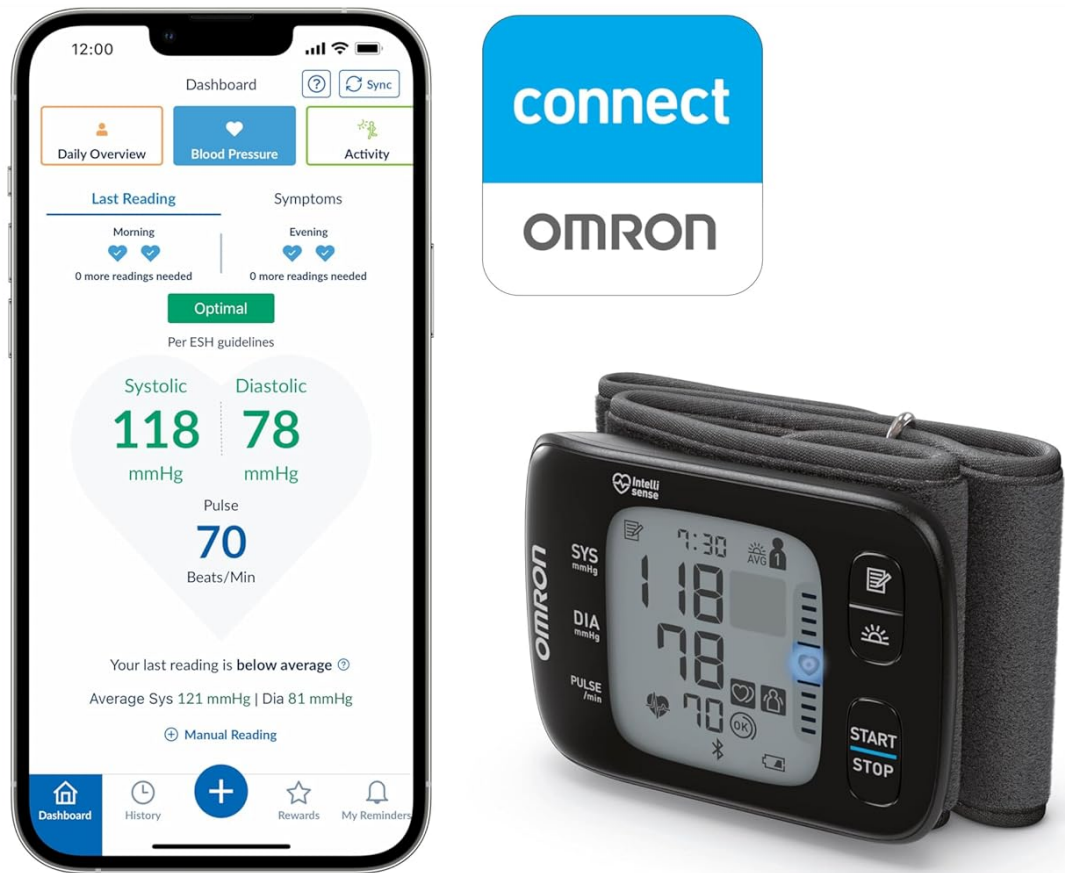 12:00
Dashboard
Sync
Daily Overview
Blood Pressure
Activity
Last Reading
Symptoms
Morning
Evening
0 more readings needed
0 more readings needed
Optimal
Per ESH guidelines
Systolic
Diastolic
118
78
mmHg
mmHg
Pulse
70
Beats/Min
Your last reading is below average
Average Sys 121 mmHg | Dia 81 mmHg
Manual Reading
Dashboard
History
Rewards
My Reminders
connect
OMRON
Intelli
sense
OMRON
7:30
AVG
1
SYS
mmHg
118
DIA
mmHg
78
PULSE
/min
70
OK
START
STOP